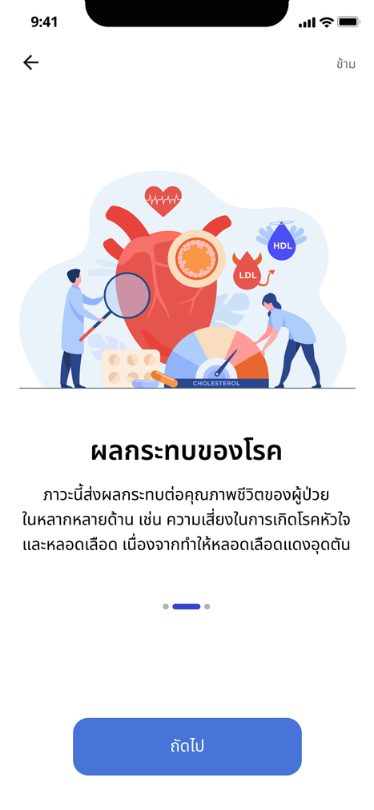 9:41
ข้าม
HDL
LDL
CHOLESTEROL
ผลกระทบของโรค
ภาวะนี้ส่งผลกระทบต่อคุณภาพชีวิตของผู้ป่วย
ในหลากหลายด้าน เช่น ความเสี่ยงในการเกิดโรคหัวใจ
และหลอดเลือด เนื่องจากทำให้หลอดเลือดแดงอุดตัน
ถัดไป